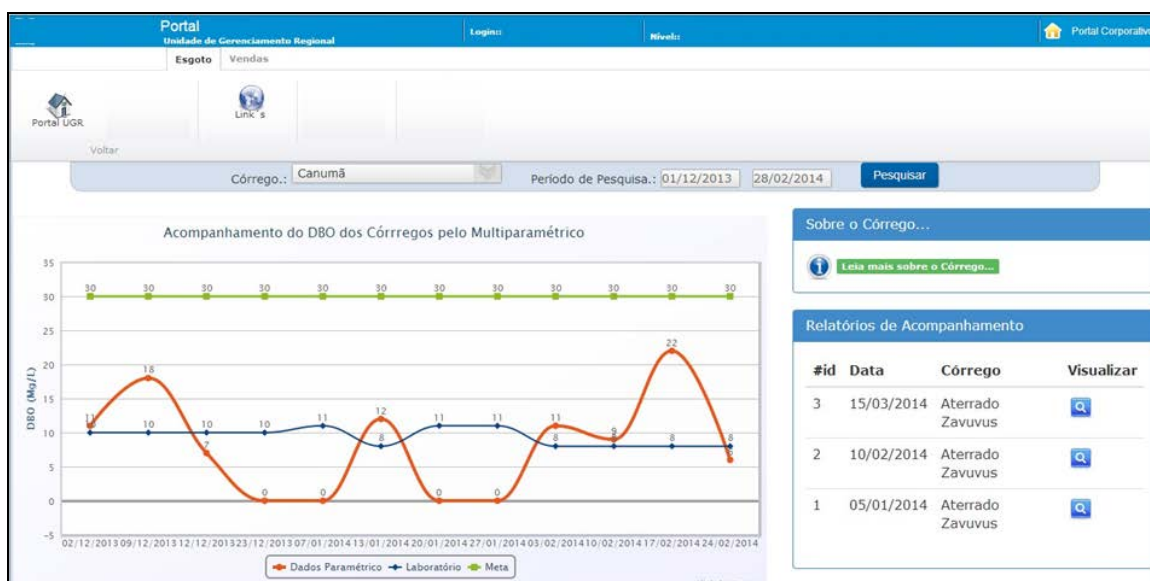 Portal
Unidade de Gerenciamento Regional
Login::
Nível::
Portal Corporativo
Esgoto Vendas
Portal UGR
Link´s
Voltar
Córrego.: Canumã
Período de Pesquisa.: 01/12/2013 28/02/2014 Pesquisar
Acompanhamento do DBO dos Córrregos pelo Multiparamétrico
35
30
25
20
15
10
5
0
-5
DBO (Mg/L)
30 30 30 30 30 30 30 30 30 30 30 30
11 18 7 0 0 12 0 0 11 9 22 6
10 10 10 11 8 11 11 8 8 8
02/12/2013 09/12/2013 12/12/2013 23/12/2013 07/01/2014 13/01/2014 20/01/2014 27/01/2014 03/02/2014 10/02/2014 17/02/2014 24/02/2014
Dados Paramétrico Laboratório Meta
Sobre o Córrego...
Leia mais sobre o Córrego...
Relatórios de Acompanhamento
#id Data Córrego Visualizar
3 15/03/2014 Aterrado
Zavuvus
2 10/02/2014 Aterrado
Zavuvus
1 05/01/2014 Aterrado
Zavuvus